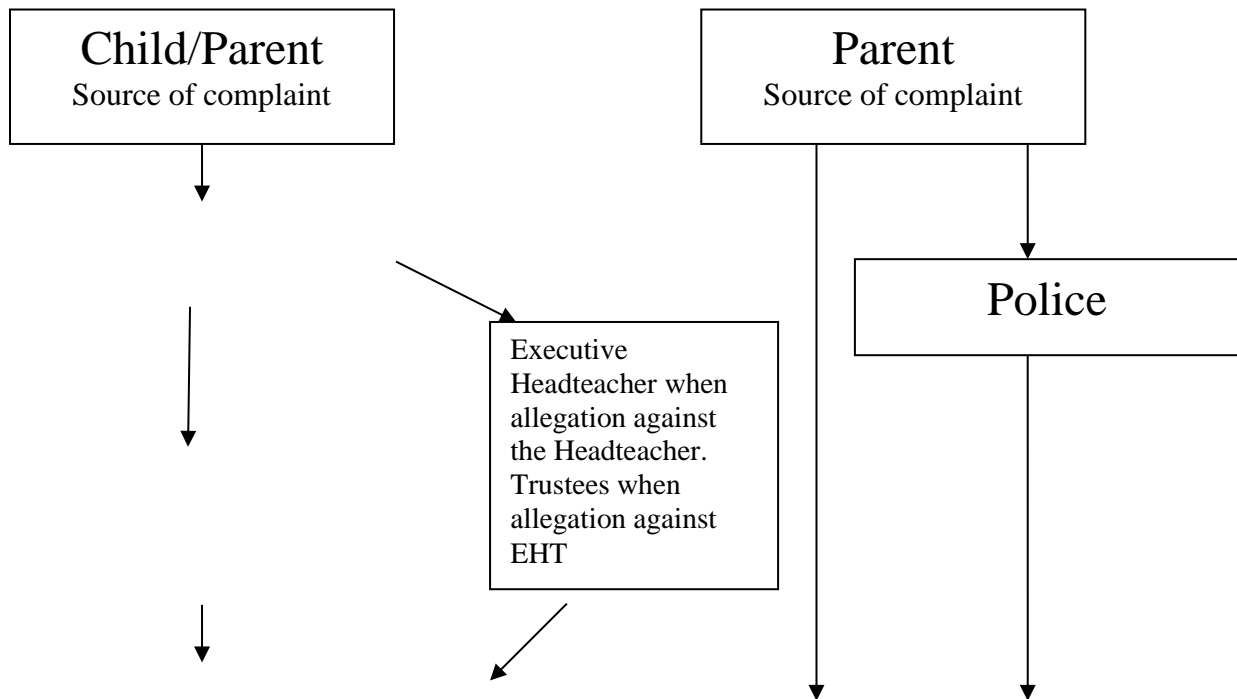 Child/Parent
Source of complaint
Parent
Source of complaint
Police
Executive
Headteacher when
allegation against
the Headteacher.
Trustees when
allegation against
EHT